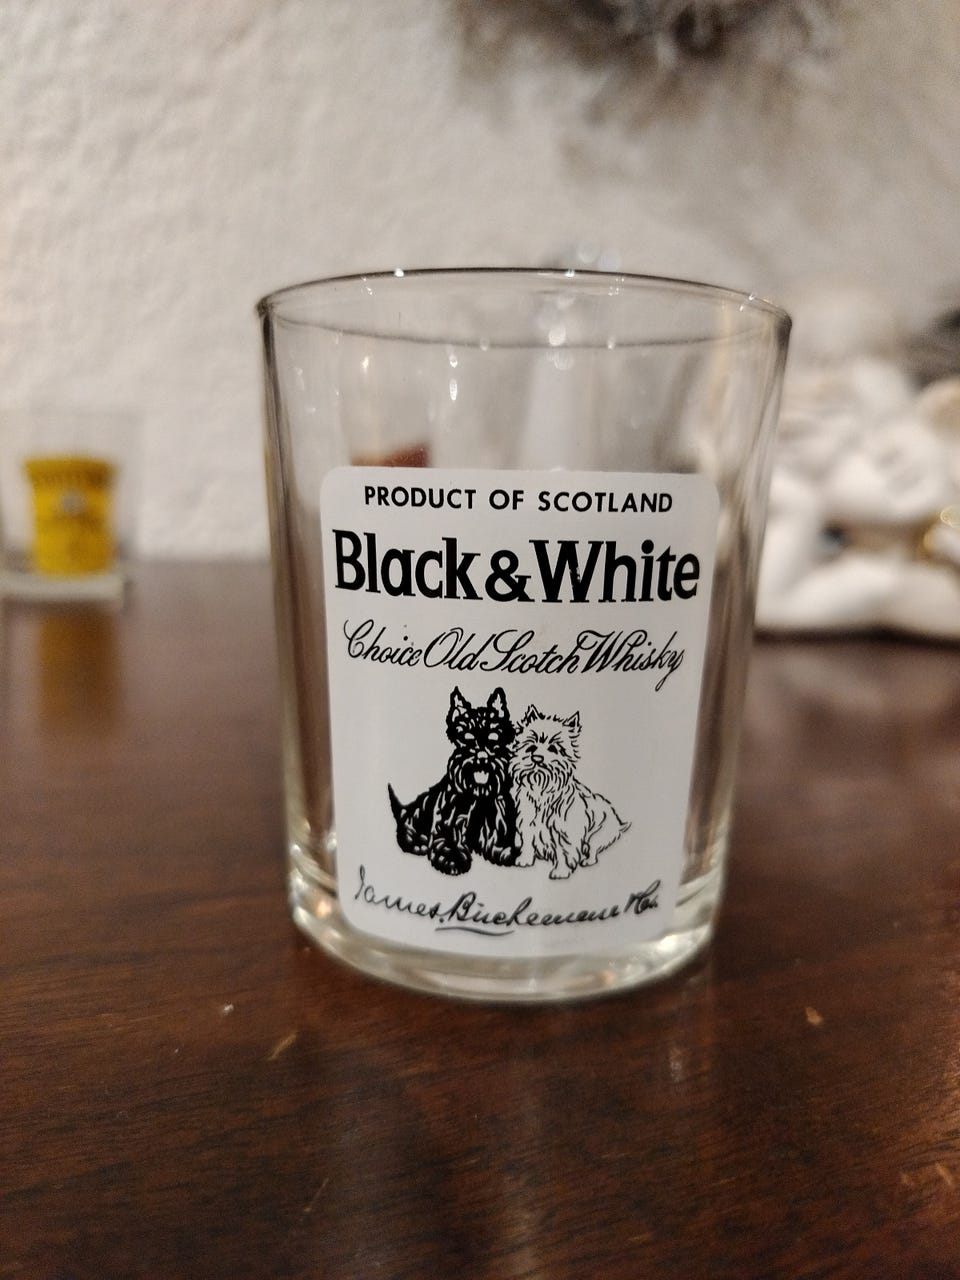 PRODUCT OF SCOTLAND
Black & White
Choice Old Scotch Whisky
James Buchanan & Co.